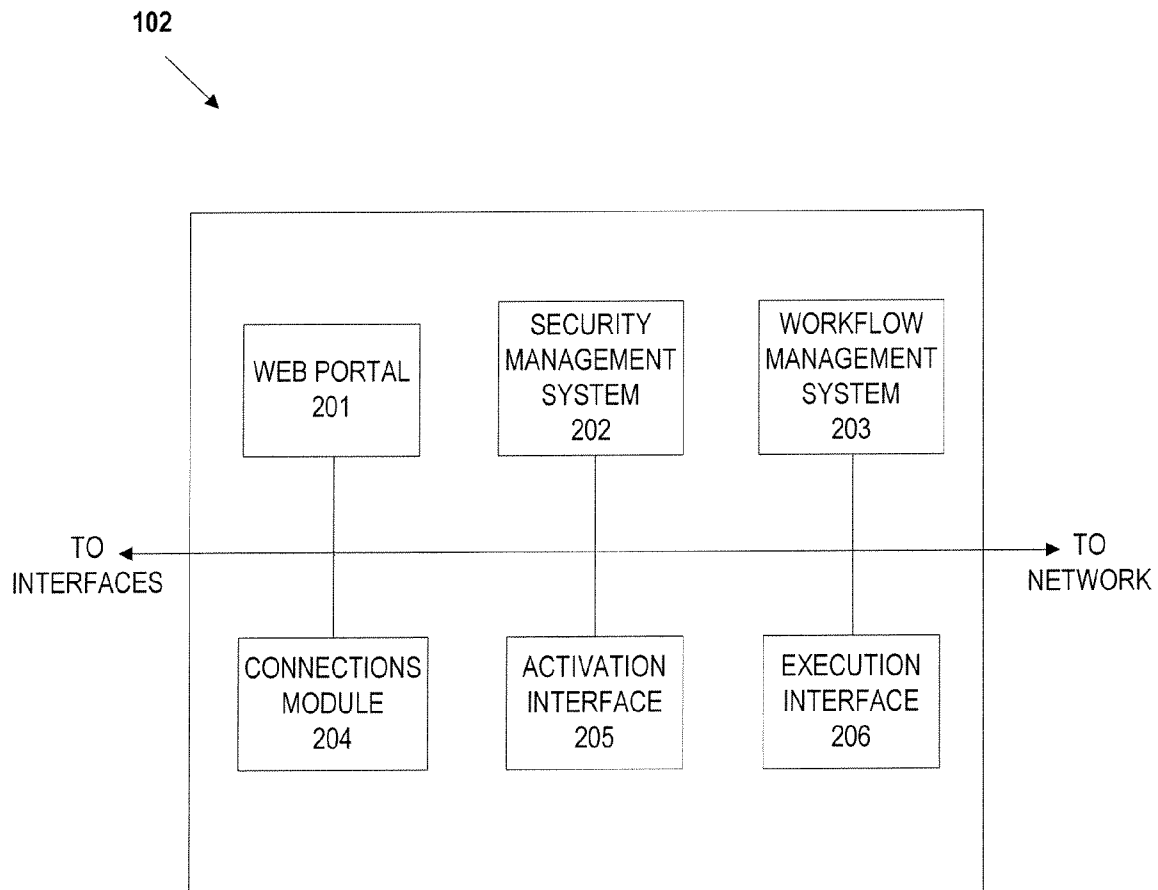 102
WEB PORTAL
201
SECURITY
MANAGEMENT
SYSTEM
202
WORKFLOW
MANAGEMENT
SYSTEM
203
TO
INTERFACES
TO
NETWORK
CONNECTIONS
MODULE
204
ACTIVATION
INTERFACE
205
EXECUTION
INTERFACE
206